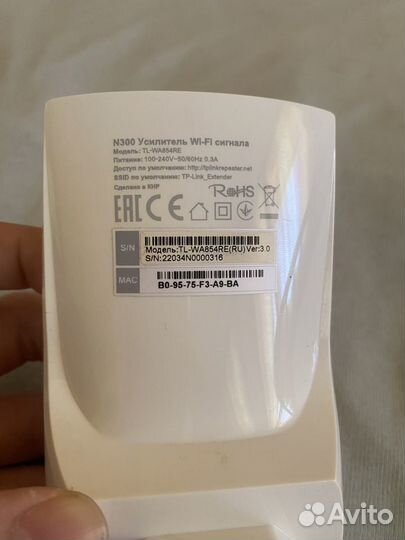 N300 Усилитель Wi-Fi сигнала
Модель: TL-WA854RE
Питание: 100-240V~50/60Hz 0.3A
Доступ по умолчанию: http://tplinkrepeater.net
SSID по умолчанию: TP-Link_Extender
Сделано в КНР
RoHS
EAC CE
S/N
Модель:TL-WA854RE(RU)Ver:3.0
S/N:22034N0000316
MAC
B0-95-75-F3-A9-BA
Avito